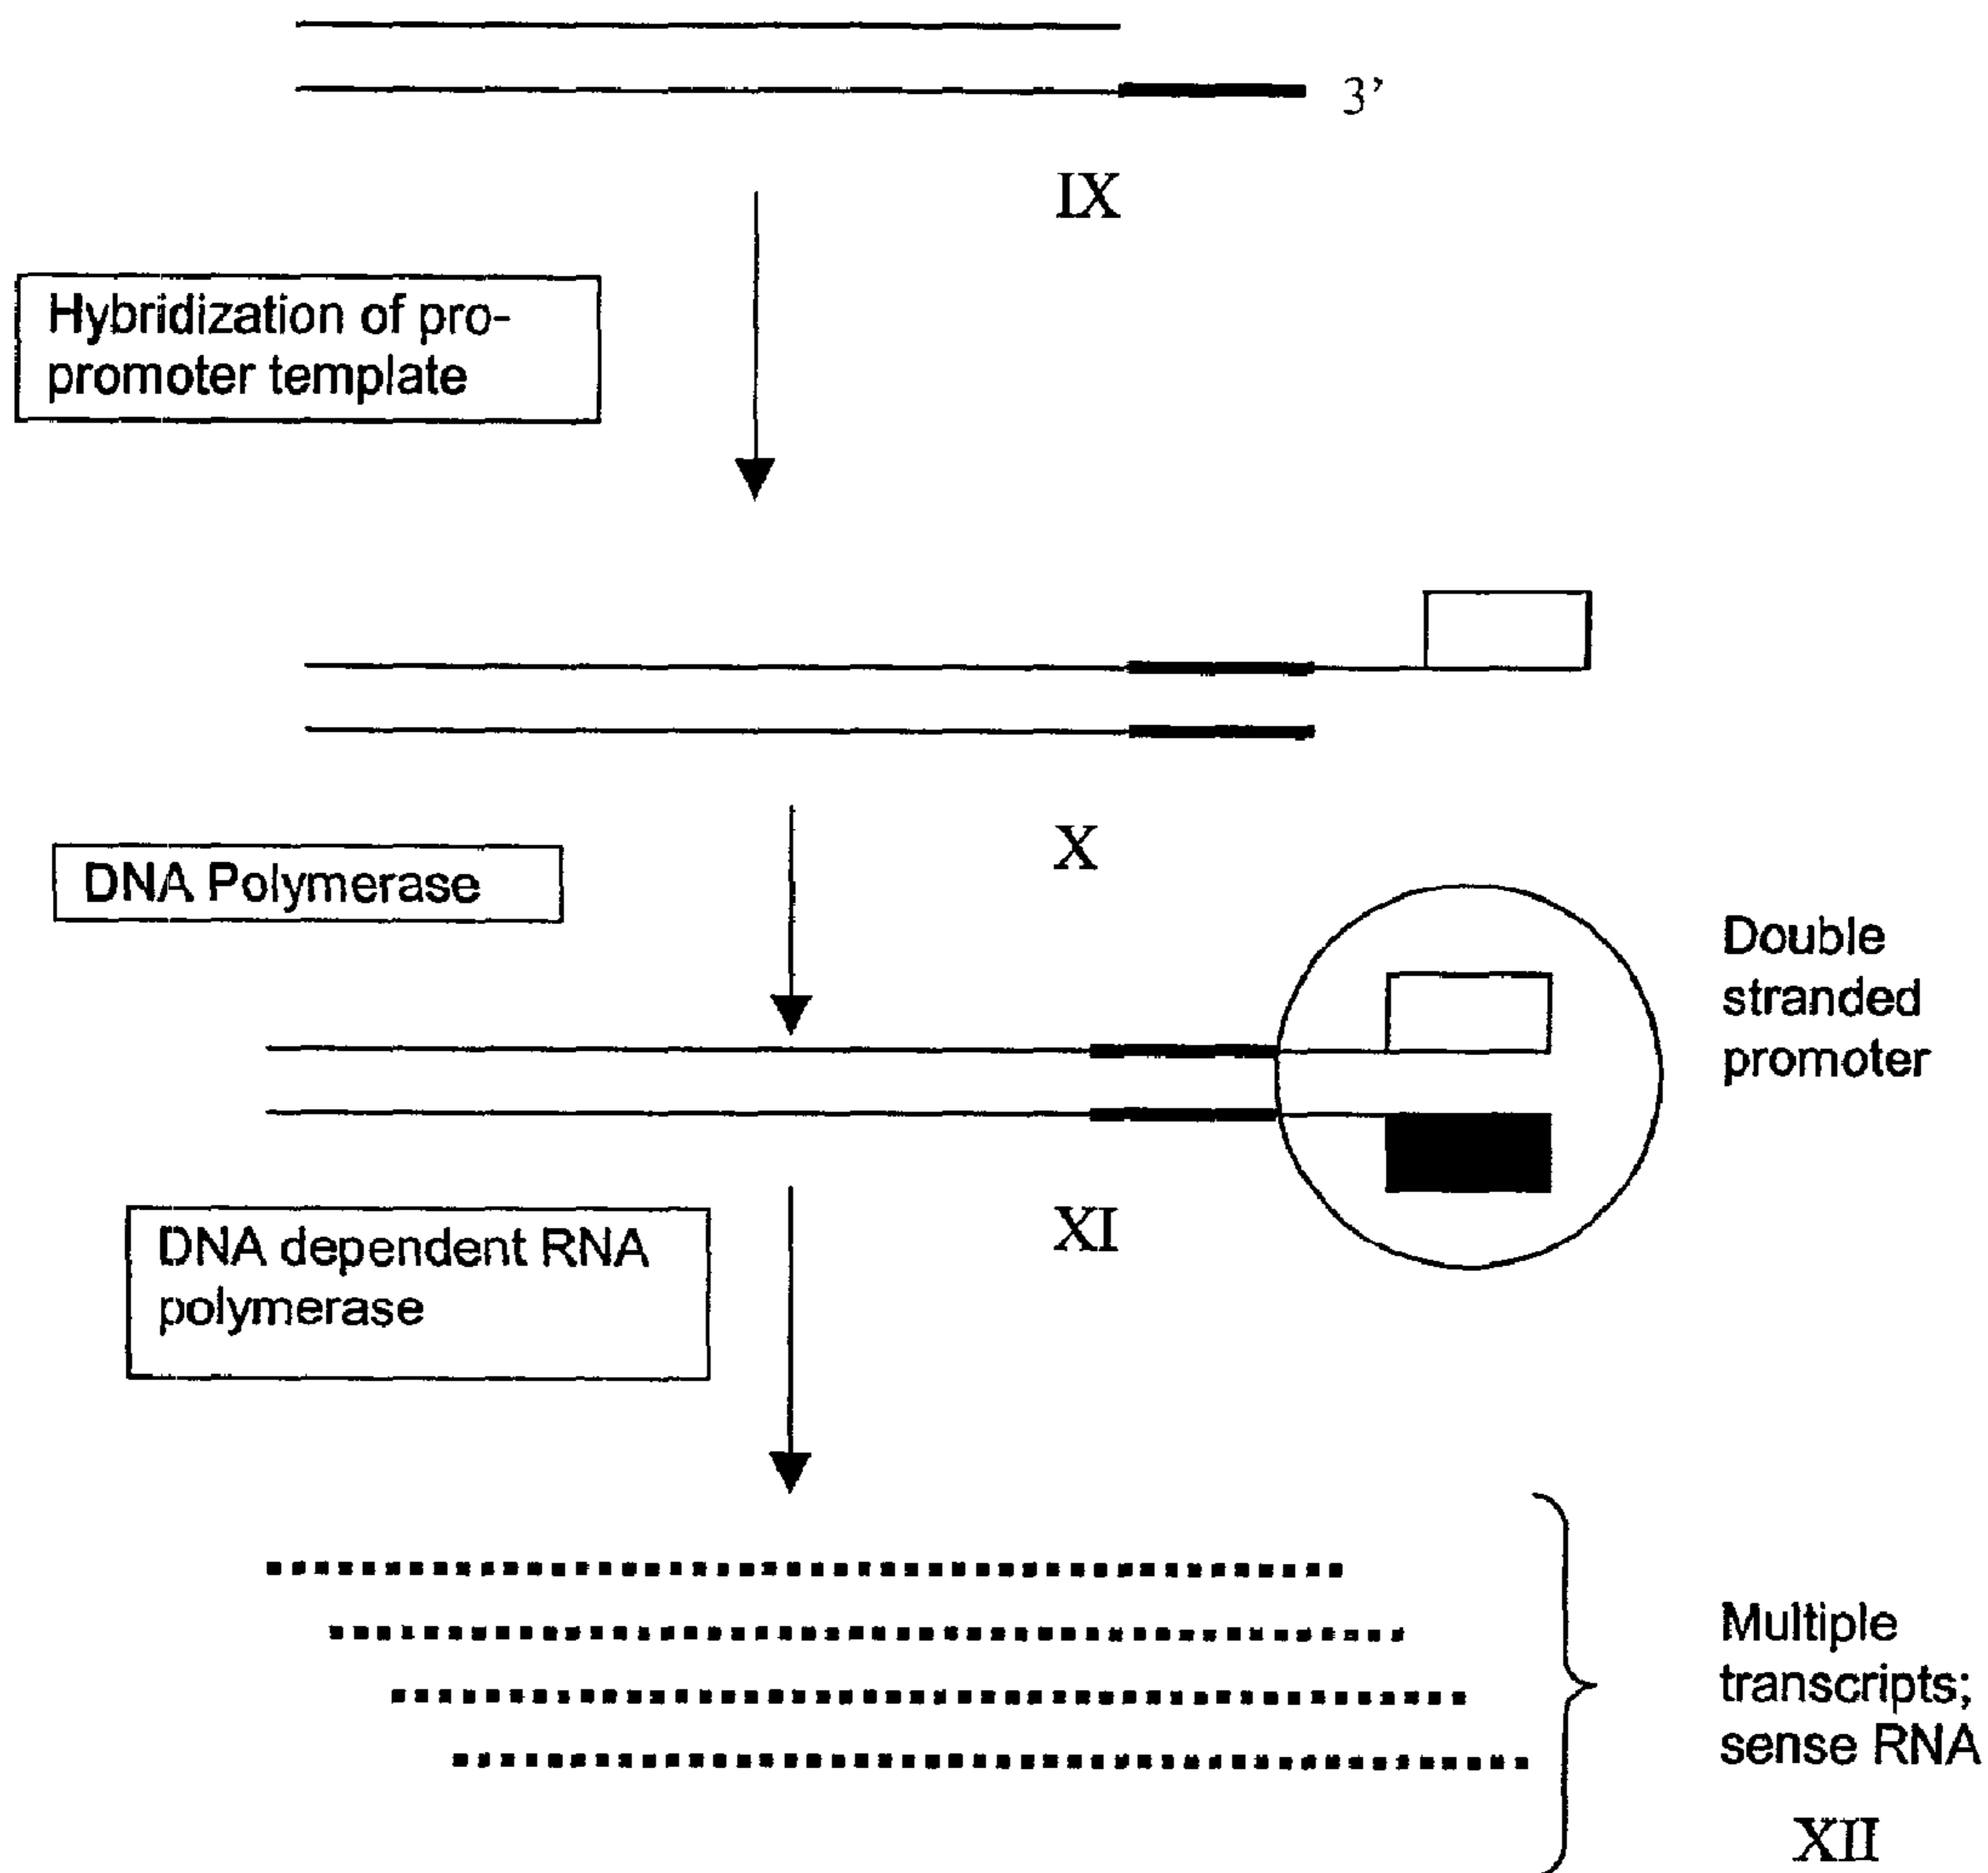 3’
IX
Hybridization of pro-
promoter template
X
DNA Polymerase
Double
stranded
promoter
XI
DNA dependent RNA
polymerase
Multiple
transcripts;
sense RNA
XII